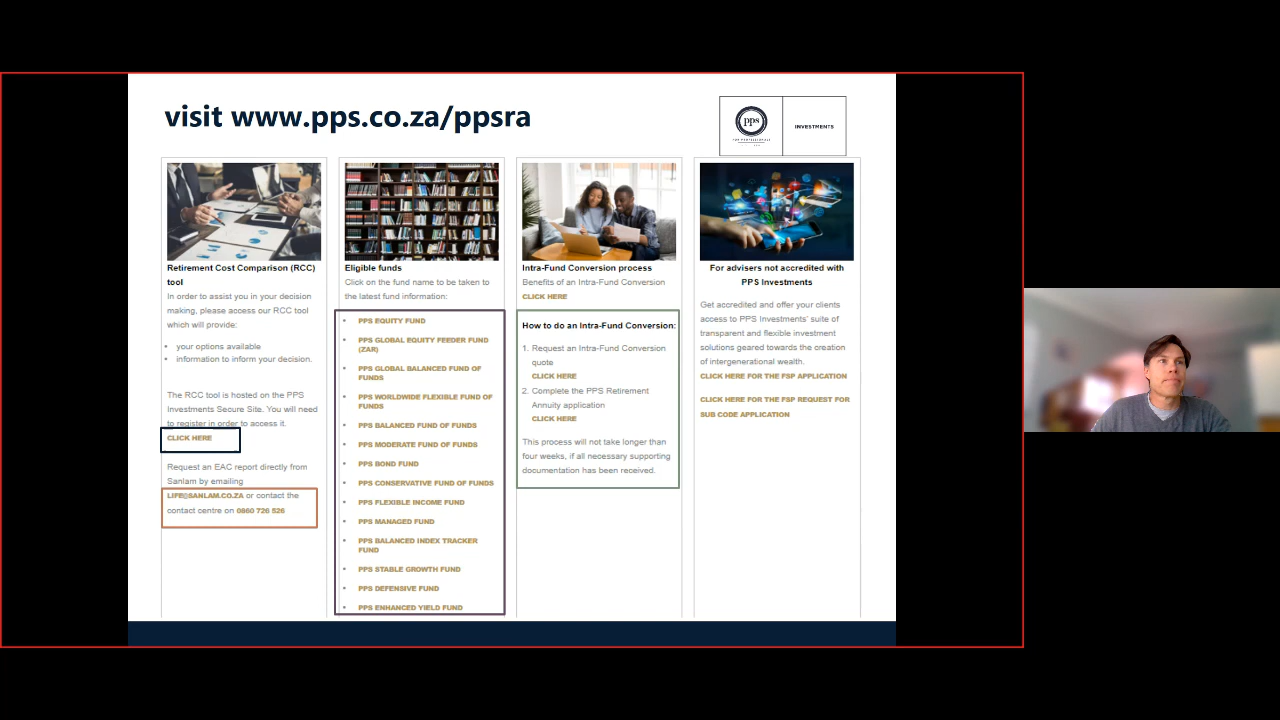 visit www.pps.co.za/ppsra
pps
INVESTMENTS
Retirement Cost Comparison (RCC)
tool
In order to assist you in your decision
making, please access our RCC tool
which will provide:
• your options available
• information to inform your decision.
The RCC tool is hosted on the PPS
Investments Secure Site. You will need
to register in order to access it.
CLICK HERE
Request an EAC report directly from
Sanlam by emailing
LIFE@SANLAM.CO.ZA or contact the
contact centre on 0860 726 526
Eligible funds
Click on the fund name to be taken to
the latest fund information:
• PPS EQUITY FUND
• PPS GLOBAL EQUITY FEEDER FUND
(ZAR)
• PPS GLOBAL BALANCED FUND OF
FUNDS
• PPS WORLDWIDE FLEXIBLE FUND OF
FUNDS
• PPS BALANCED FUND OF FUNDS
• PPS MODERATE FUND OF FUNDS
• PPS BOND FUND
• PPS CONSERVATIVE FUND OF FUNDS
• PPS FLEXIBLE INCOME FUND
• PPS MANAGED FUND
• PPS BALANCED INDEX TRACKER
FUND
• PPS STABLE GROWTH FUND
• PPS DEFENSIVE FUND
• PPS ENHANCED YIELD FUND
Intra-Fund Conversion process
Benefits of an Intra-Fund Conversion
CLICK HERE
How to do an Intra-Fund Conversion:
1. Request an Intra-Fund Conversion
quote
CLICK HERE
2. Complete the PPS Retirement
Annuity application
CLICK HERE
This process will not take longer than
four weeks, if all necessary supporting
documentation has been received.
For advisers not accredited with
PPS Investments
Get accredited and offer your clients
access to PPS Investments' suite of
transparent and flexible investment
solutions geared towards the creation
of intergenerational wealth.
CLICK HERE FOR THE FSP APPLICATION
CLICK HERE FOR THE FSP REQUEST FOR
SUB CODE APPLICATION